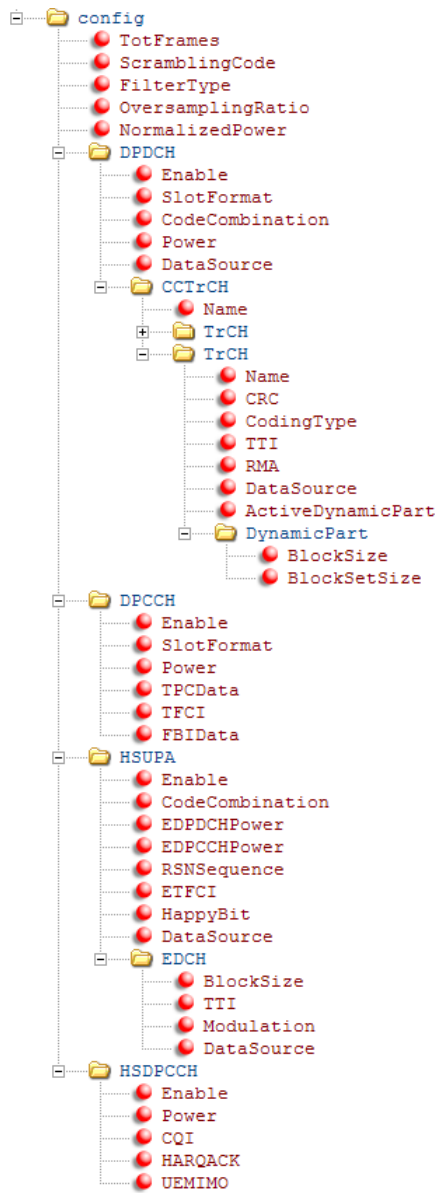 config
TotFrames
ScramblingCode
FilterType
OversamplingRatio
NormalizedPower
DPDCH
Enable
SlotFormat
CodeCombination
Power
DataSource
CCTrCH
Name
TrCH
TrCH
Name
CRC
CodingType
TTI
RMA
DataSource
ActiveDynamicPart
DynamicPart
BlockSize
BlockSetSize
DPCCH
Enable
SlotFormat
Power
TPCData
TFCI
FBIData
HSUPA
Enable
CodeCombination
EDPDCHPower
EDPCCHPower
RSNSequence
ETFCI
HappyBit
DataSource
EDCH
BlockSize
TTI
Modulation
DataSource
HSDPCCH
Enable
Power
CQI
HARQACK
UEMIMO